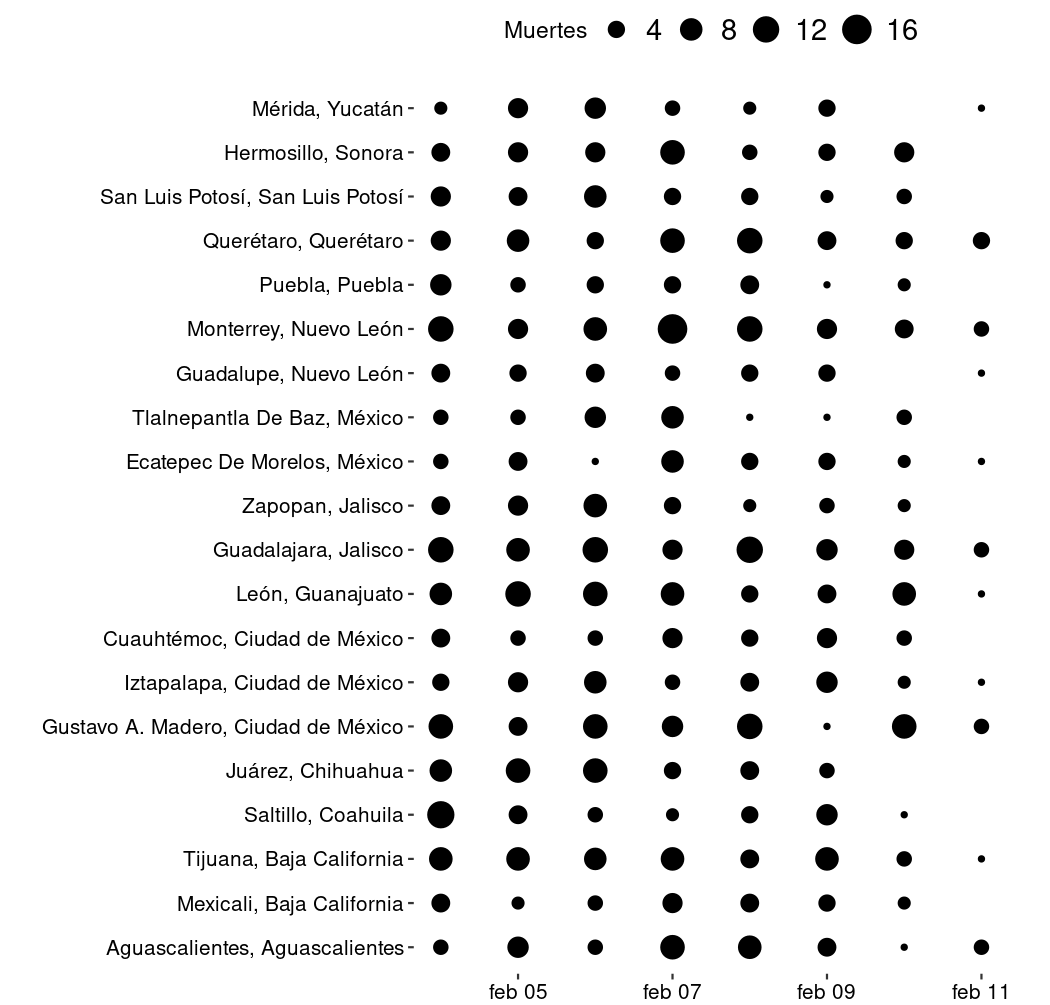 Muertes 4 8 12 16
Mérida, Yucatán
Hermosillo, Sonora
San Luis Potosí, San Luis Potosí
Querétaro, Querétaro
Puebla, Puebla
Monterrey, Nuevo León
Guadalupe, Nuevo León
Tlalnepantla De Baz, México
Ecatepec De Morelos, México
Zapopan, Jalisco
Guadalajara, Jalisco
León, Guanajuato
Cuauhtémoc, Ciudad de México
Iztapalapa, Ciudad de México
Gustavo A. Madero, Ciudad de México
Juárez, Chihuahua
Saltillo, Coahuila
Tijuana, Baja California
Mexicali, Baja California
Aguascalientes, Aguascalientes
feb 05 feb 07 feb 09 feb 11